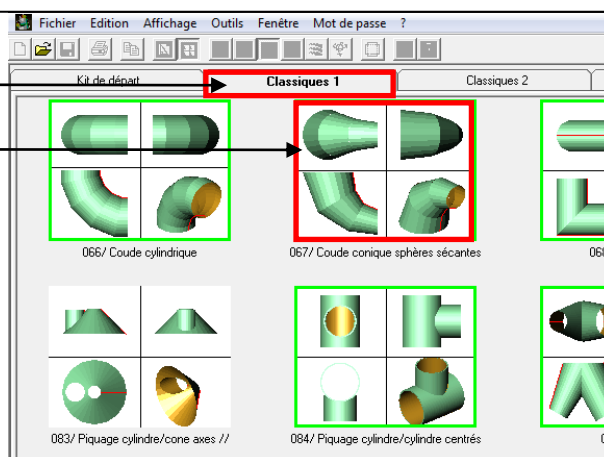 Fichier Edition Affichage Outils Fenêtre Mot de passe ?
Kit de départ Classiques 1 Classiques 2
066/ Coude cylindrique 067/ Coude conique sphères sécantes 068
083/ Piquage cylindre/cone axes // 084/ Piquage cylindre/cylindre centrés